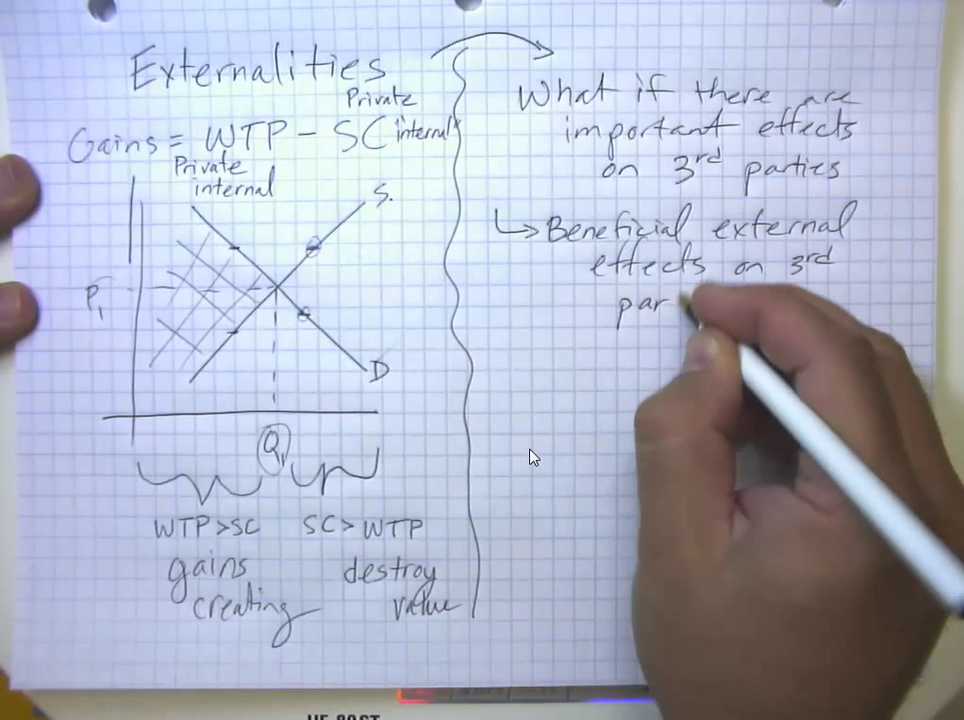 Externalities
Private
Gains = WTP - SC internal
Private
internal
S.
P1
D
Q1
WTP>SC SC>WTP
gains destroy
creating value
What if there are
important effects
on 3rd parties
↳ Beneficial external
effects on 3rd
par